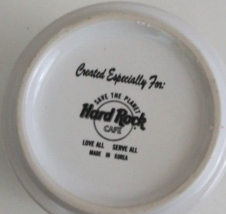 Created Especially For:
SAVE THE PLANET
Hard Rock
CAFE
LOVE ALL SERVE ALL
MADE IN KOREA